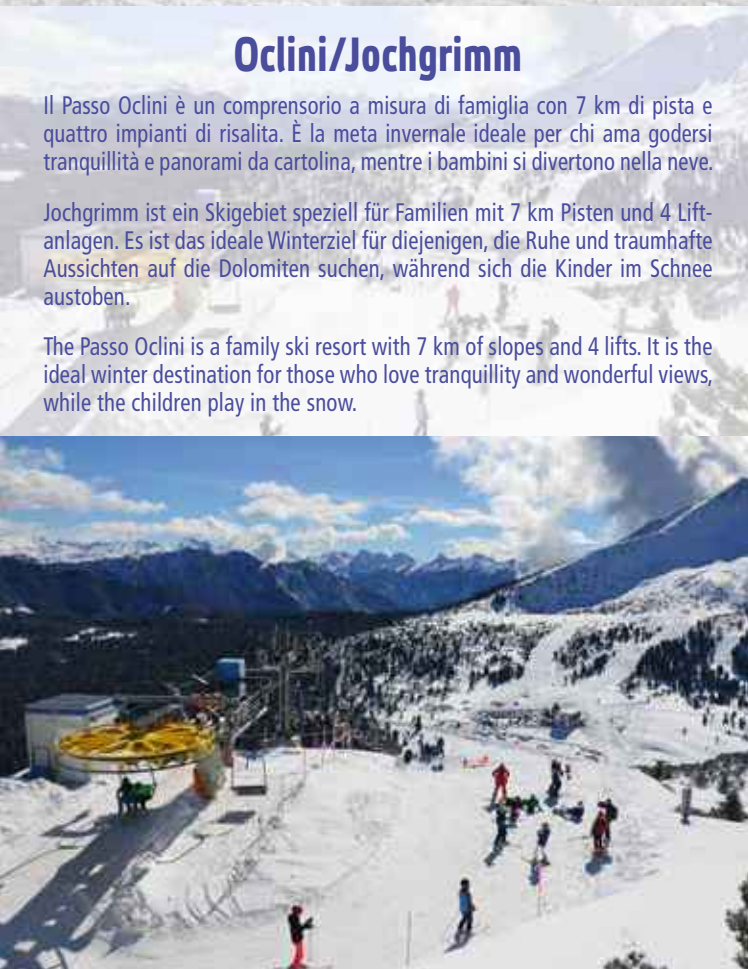 Oclini/Jochgrimm
Il Passo Oclini è un comprensorio a misura di famiglia con 7 km di pista e
quattro impianti di risalita. È la meta invernale ideale per chi ama godersi
tranquillità e panorami da cartolina, mentre i bambini si divertono nella neve.
Jochgrimm ist ein Skigebiet speziell für Familien mit 7 km Pisten und 4 Lift-
anlagen. Es ist das ideale Winterziel für diejenigen, die Ruhe und traumhafte
Aussichten auf die Dolomiten suchen, während sich die Kinder im Schnee
austoben.
The Passo Oclini is a family ski resort with 7 km of slopes and 4 lifts. It is the
ideal winter destination for those who love tranquillity and wonderful views,
while the children play in the snow.